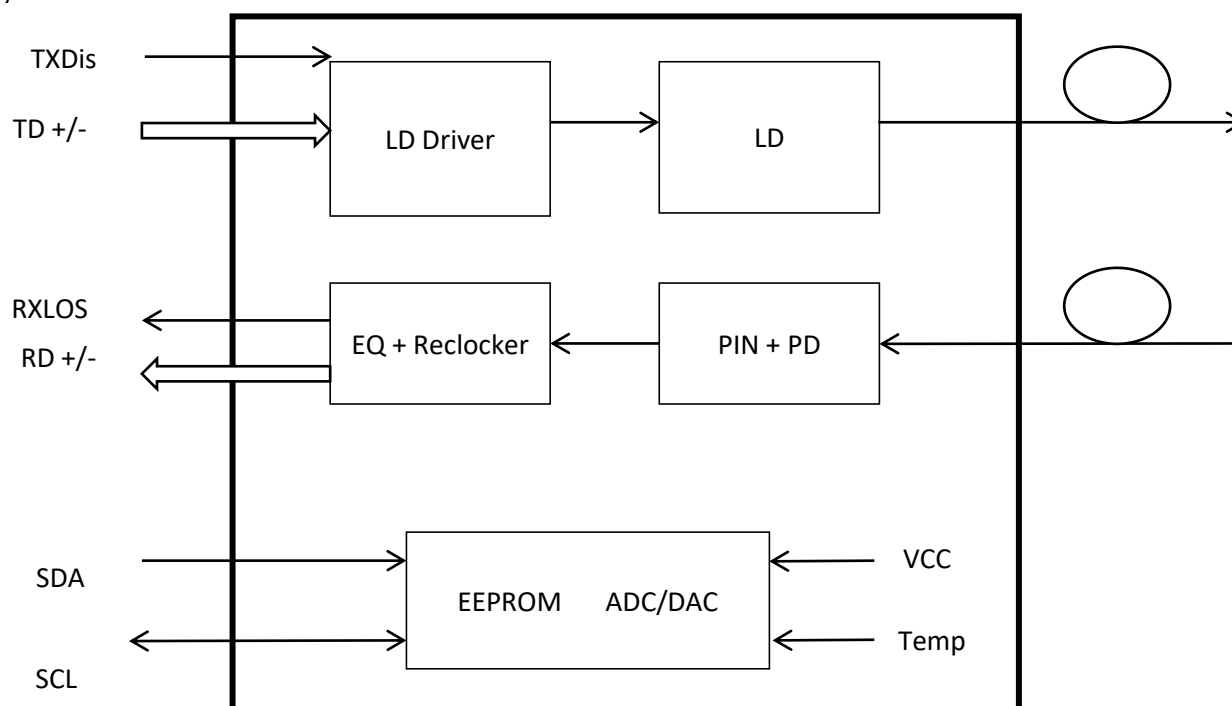 TXDis
TD +/-
LD Driver
LD
RXLOS
RD +/-
EQ + Reclocker
PIN + PD
SDA
SCL
EEPROM ADC/DAC
VCC
Temp